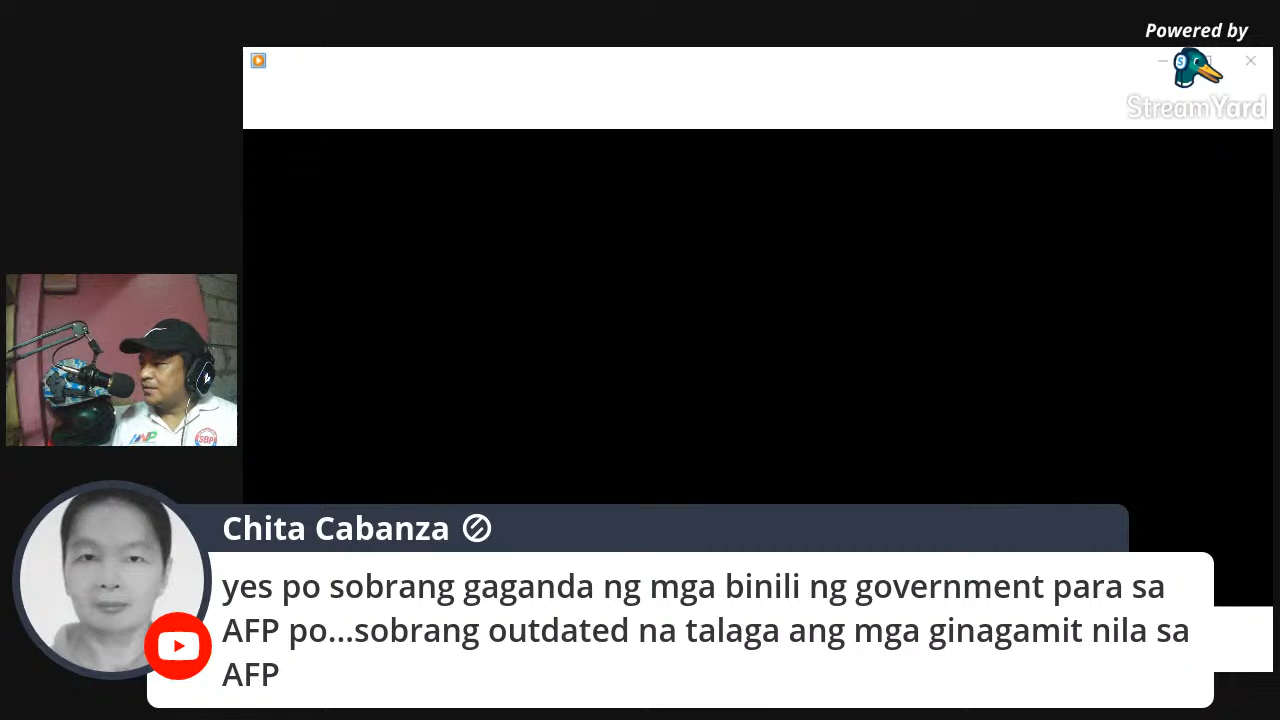 Powered by
StreamYard
SBP
Chita Cabanza
yes po sobrang gaganda ng mga binili ng government para sa
AFP po...sobrang outdated na talaga ang mga ginagamit nila sa
AFP